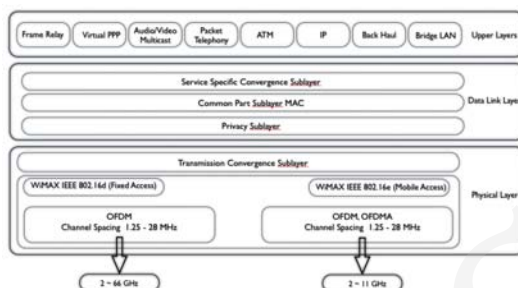 Frame Relay
Virtual PPP
Audio/Video
Multicast
Packet
Telephony
ATM
IP
Back Haul
Bridge LAN
Upper Layers
Service Specific Convergence Sublayer
Common Part Sublayer MAC
Privacy Sublayer
Data Link Laye
Transmission Convergence Sublayer
WiMAX IEEE 802.16d (Fixed Access)
WiMAX IEEE 802.16e (Mobile Access)
Physical Layer
OFDM
Channel Spacing 1.25 - 28 MHz
OFDM, OFDMA
Channel Spacing 1.25 - 28 MHz
2 ~ 66 GHz
2 ~ 11 GHz